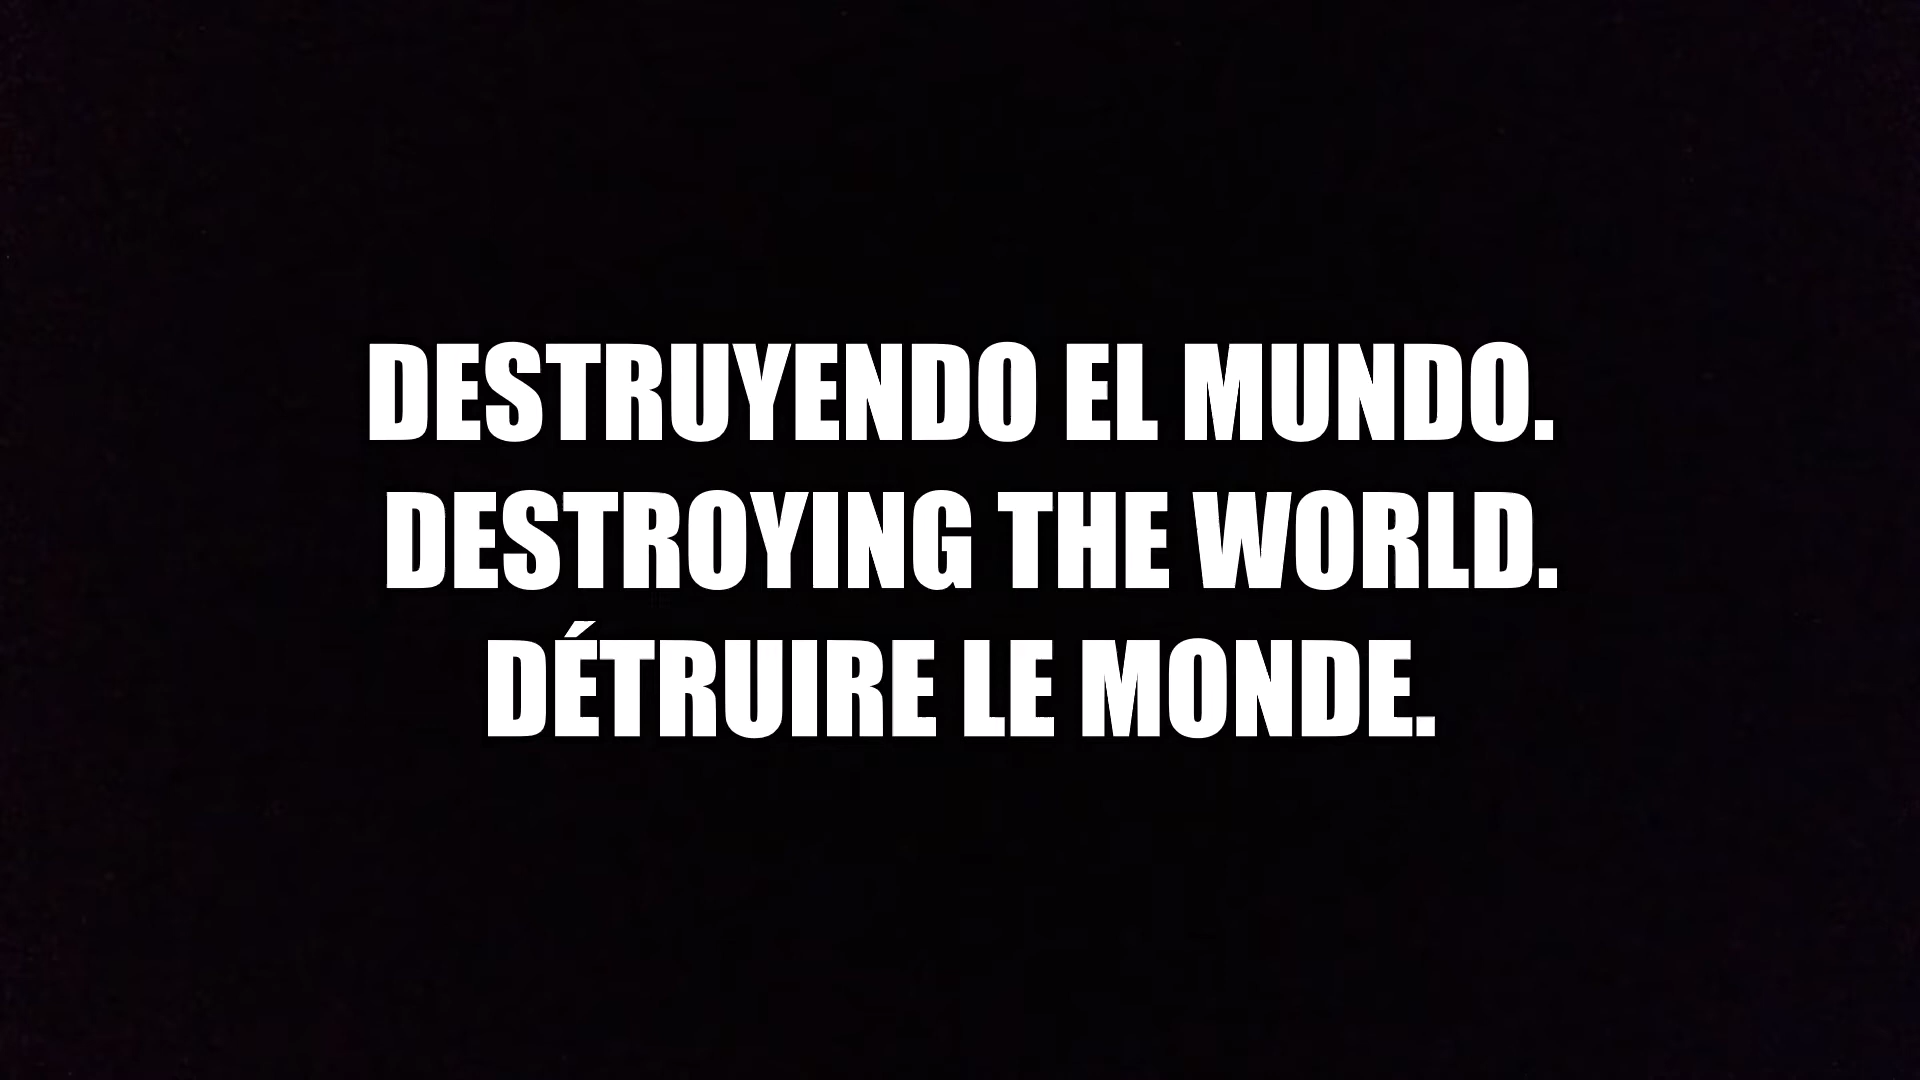 DESTRUYENDO EL MUNDO.
DESTROYING THE WORLD.
DÉTRUIRE LE MONDE.